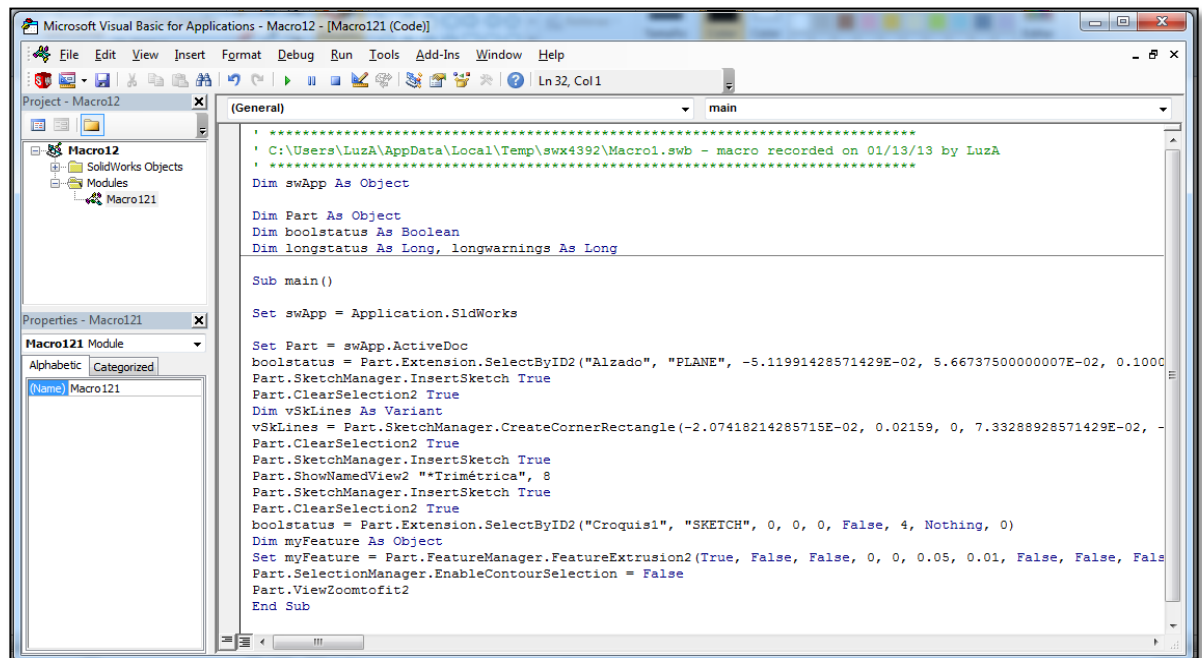 Microsoft Visual Basic for Applications - Macro12 - [Macro121 (Code)]
File Edit View Insert Format Debug Run Tools Add-Ins Window Help
Ln 32, Col 1
Project - Macro12
Macro12
SolidWorks Objects
Modules
Macro121
Properties - Macro121
Macro121 Module
Alphabetic Categorized
(Name) Macro121
(General) main
' ******************************************************************************
' C:\Users\LuzA\AppData\Local\Temp\swx4392\Macro1.swb - macro recorded on 01/13/13 by LuzA
' ******************************************************************************
Dim swApp As Object
Dim Part As Object
Dim boolstatus As Boolean
Dim longstatus As Long, longwarnings As Long
Sub main()
Set swApp = Application.SldWorks
Set Part = swApp.ActiveDoc
boolstatus = Part.Extension.SelectByID2("Alzado", "PLANE", -5.11991428571429E-02, 5.66737500000007E-02, 0.1000
Part.SketchManager.InsertSketch True
Part.ClearSelection2 True
Dim vSkLines As Variant
vSkLines = Part.SketchManager.CreateCornerRectangle(-2.07418214285715E-02, 0.02159, 0, 7.33288928571429E-02, -
Part.ClearSelection2 True
Part.SketchManager.InsertSketch True
Part.ShowNamedView2 "*Trimétrica", 8
Part.SketchManager.InsertSketch True
Part.ClearSelection2 True
boolstatus = Part.Extension.SelectByID2("Croquis1", "SKETCH", 0, 0, 0, False, 4, Nothing, 0)
Dim myFeature As Object
Set myFeature = Part.FeatureManager.FeatureExtrusion2(True, False, False, 0, 0, 0.05, 0.01, False, False, Fals
Part.SelectionManager.EnableContourSelection = False
Part.ViewZoomtofit2
End Sub